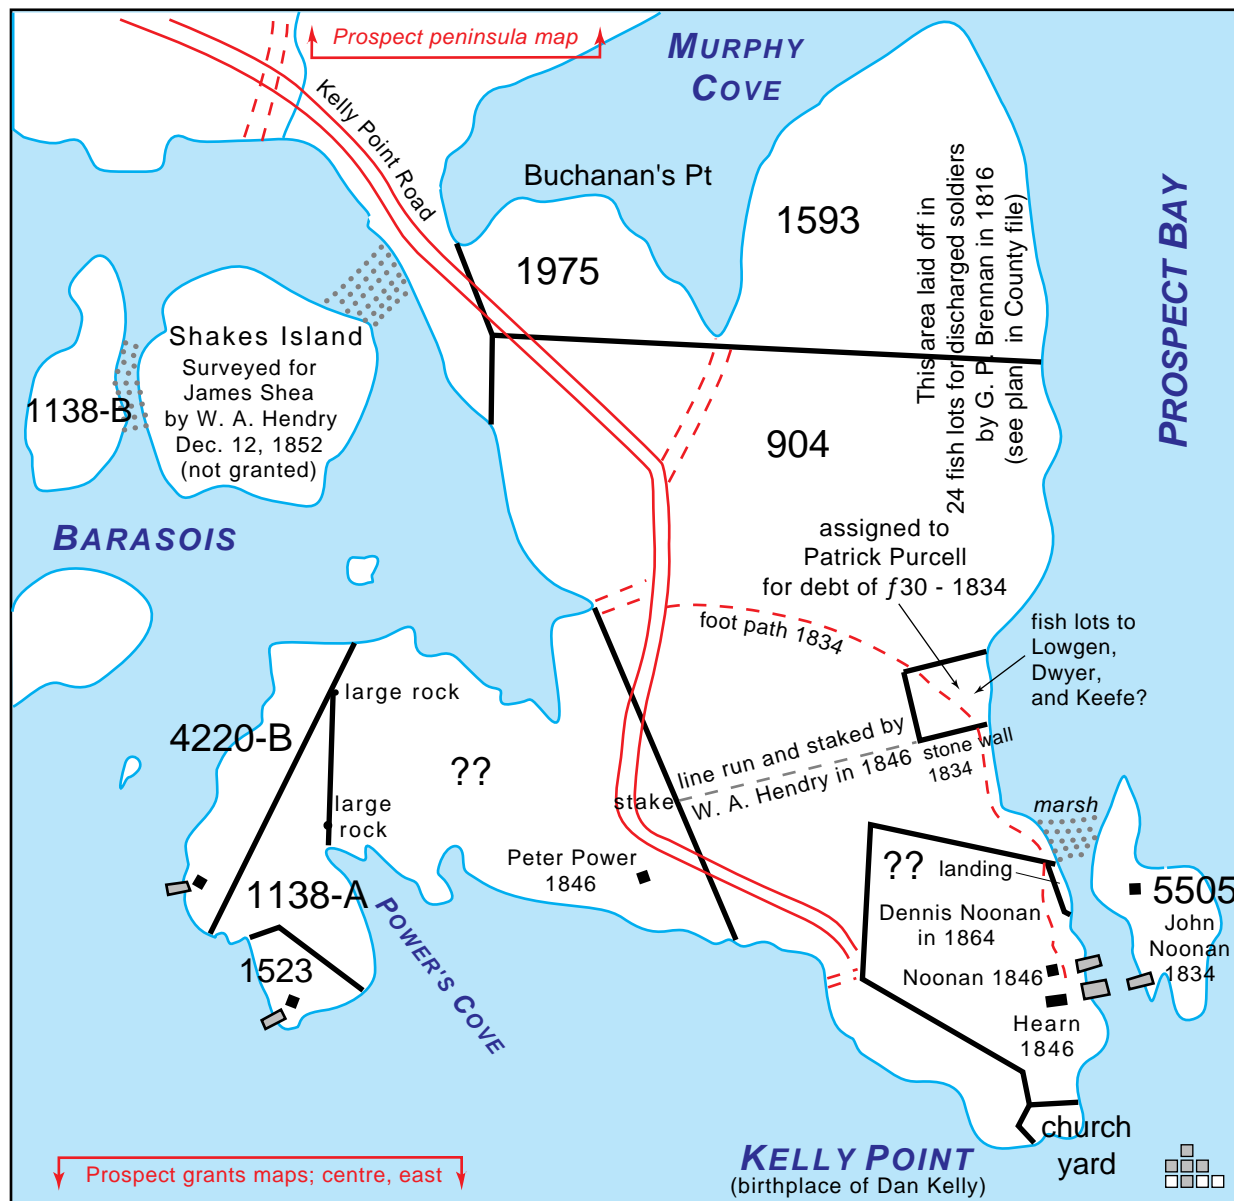 Prospect peninsula map
MURPHY
COVE
Kelly Point Road
Buchanan's Pt
1593
1975
This area laid off in
24 fish lots for discharged soldiers
by G. P. Brennan in 1816
(see plan in County file)
PROSPECT BAY
Shakes Island
Surveyed for
James Shea
by W. A. Hendry
Dec. 12, 1852
(not granted)
1138-B
904
BARASOIS
assigned to
Patrick Purcell
for debt of ƒ30 - 1834
foot path 1834
fish lots to
Lowgen,
Dwyer,
and Keefe?
large rock
4220-B
??
line run and staked by
W. A. Hendry in 1846
stone wall
1834
stake
large
rock
marsh
Peter Power
1846
1138-A
POWER'S COVE
1523
??
landing
Dennis Noonan
in 1864
Noonan 1846
Hearn
1846
5505
John
Noonan
1834
church
yard
KELLY POINT
(birthplace of Dan Kelly)
Prospect grants maps; centre, east